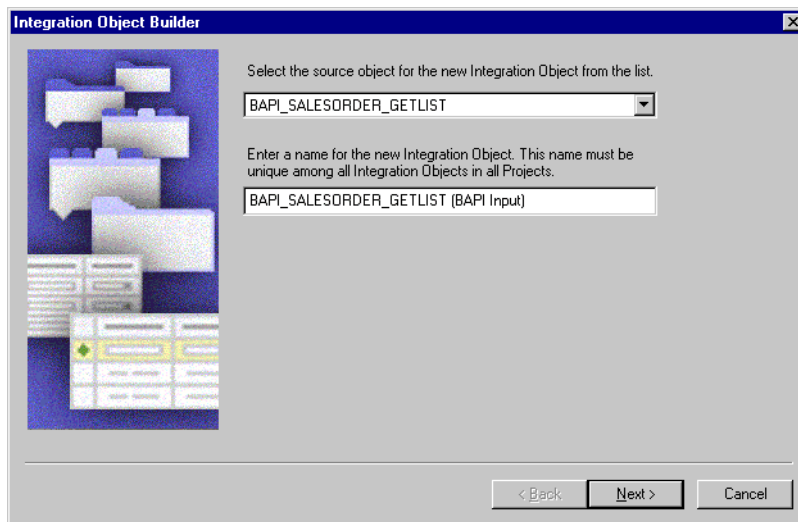 Integration Object Builder
Select the source object for the new Integration Object from the list.
BAPI_SALESORDER_GETLIST
Enter a name for the new Integration Object. This name must be
unique among all Integration Objects in all Projects.
BAPI_SALESORDER_GETLIST (BAPI Input)
< Back
Next >
Cancel